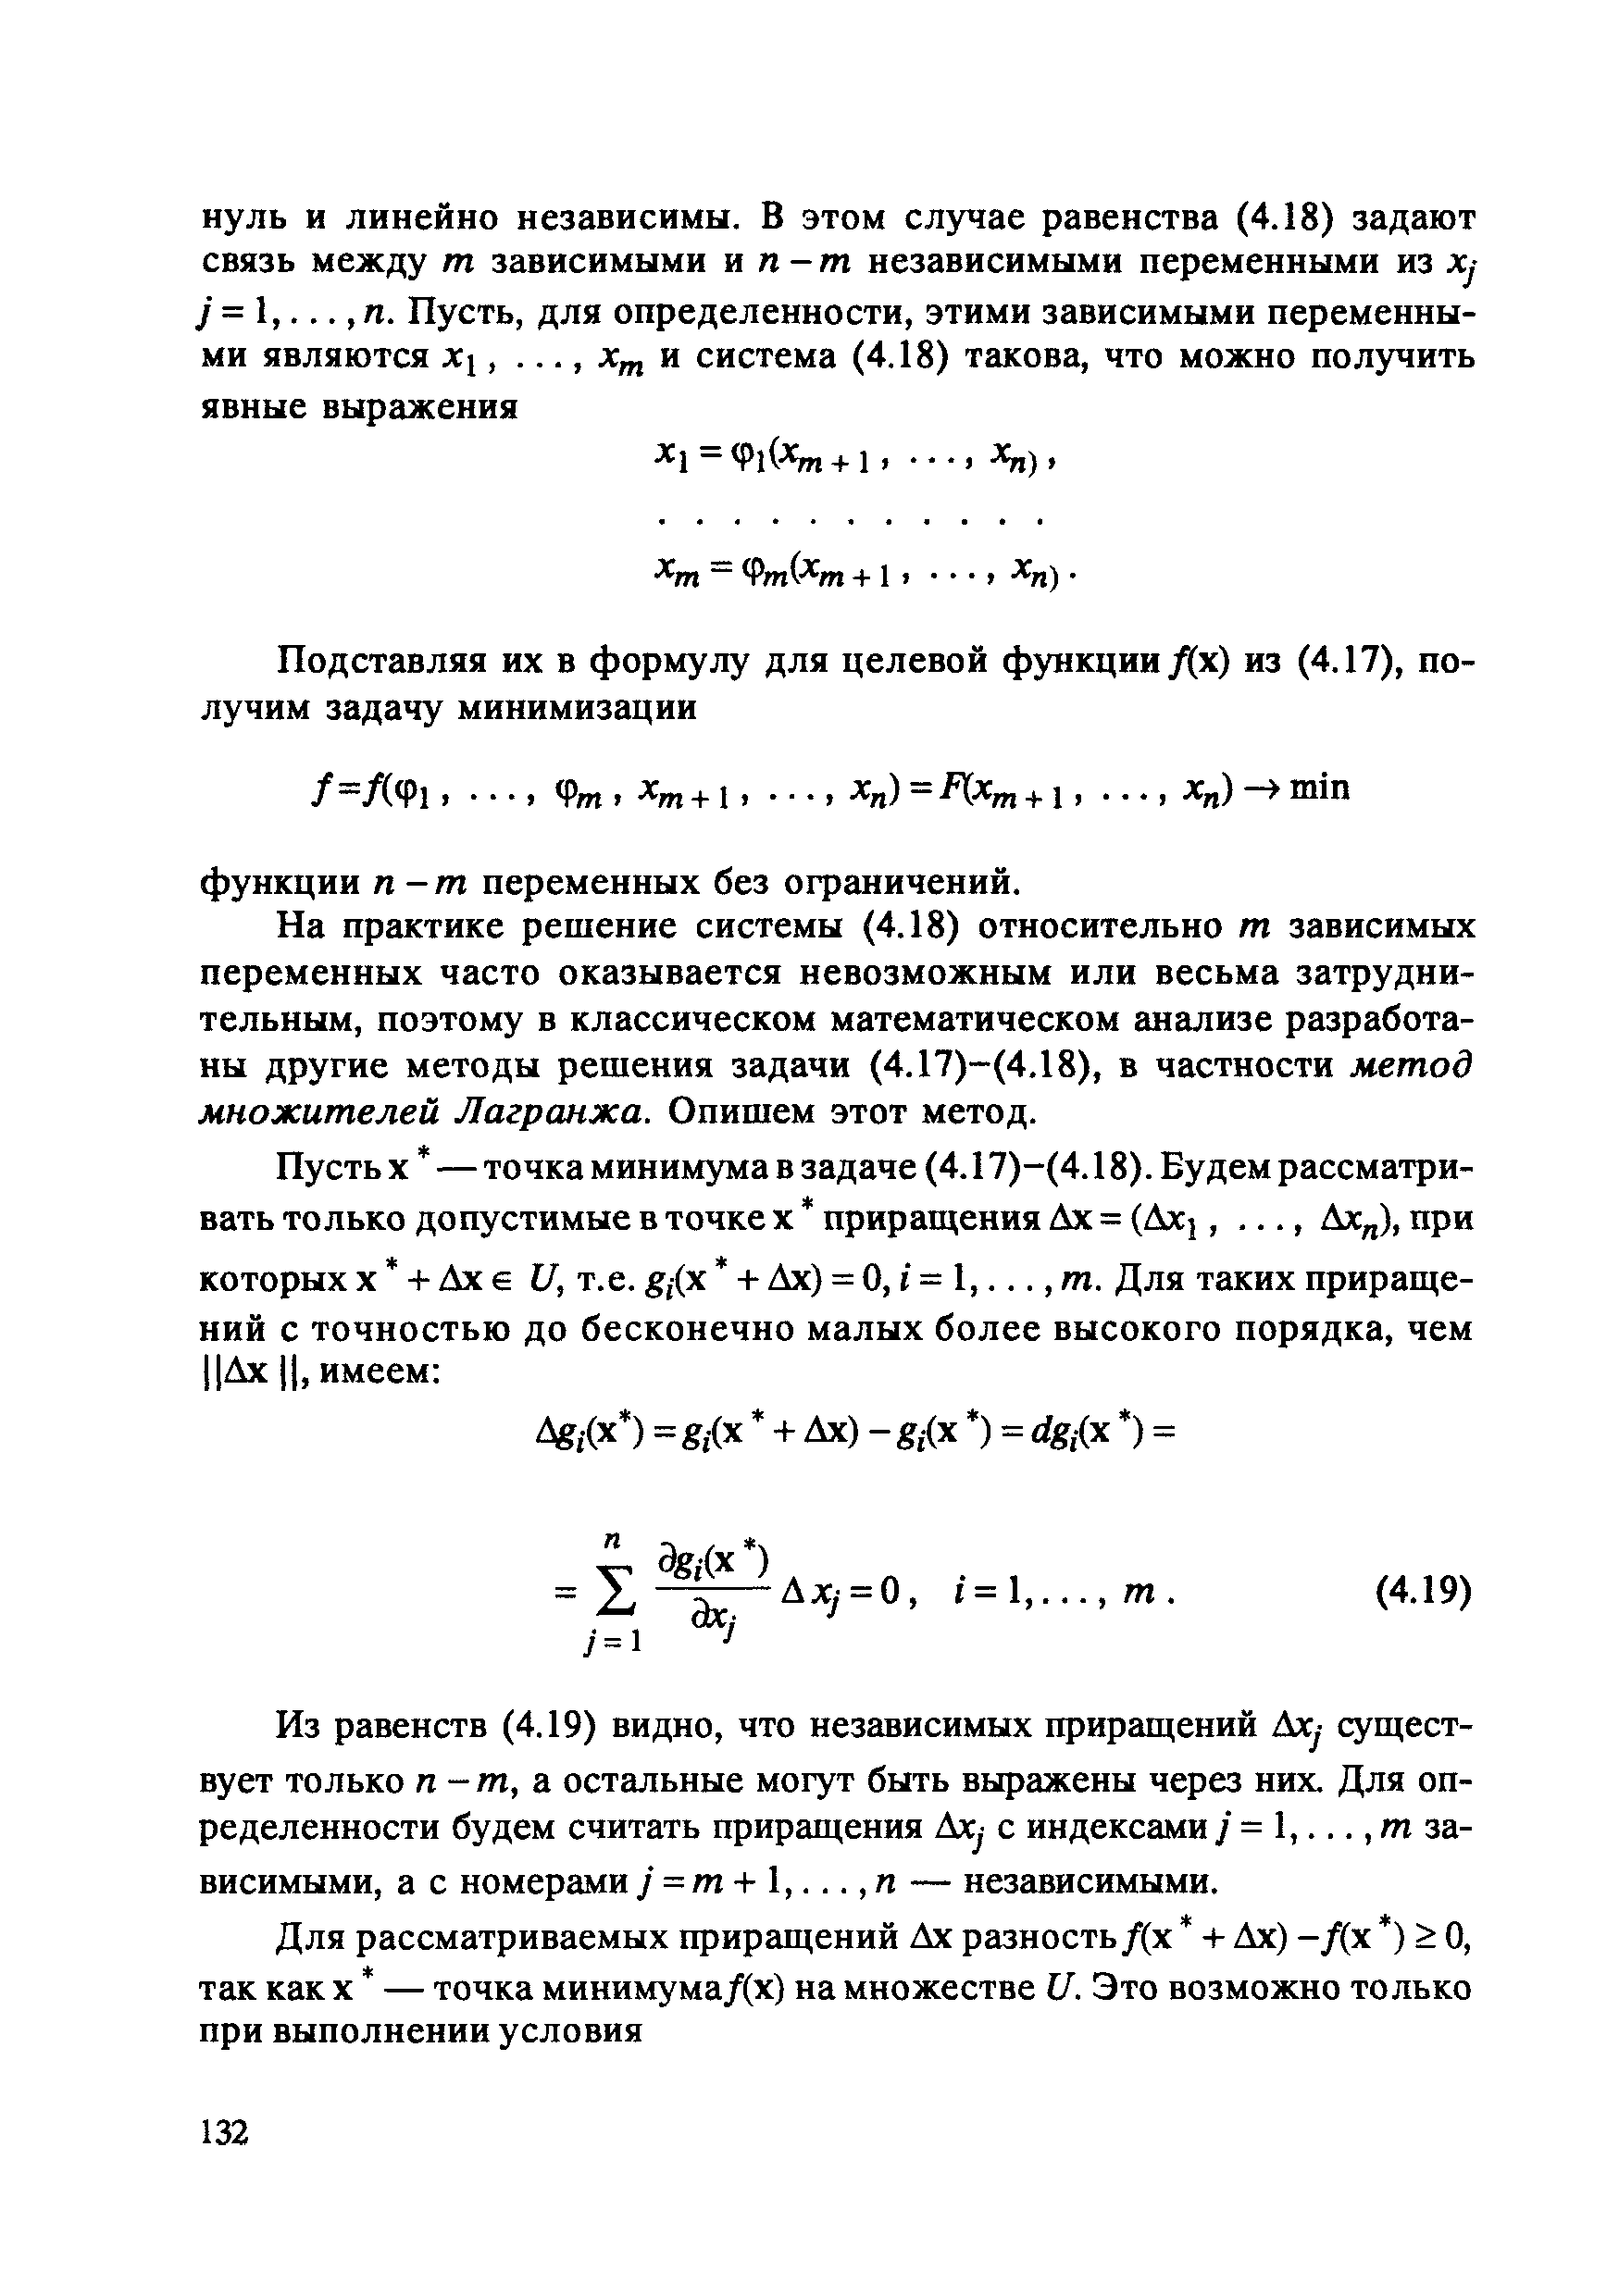 нуль и линейно независимы. В этом случае равенства (4.18) задают
связь между m зависимыми и n – m независимыми переменными из x_j
j = 1,. . . , n. Пусть, для определенности, этими зависимыми переменны-
ми являются x_1 , . . . , x_m и система (4.18) такова, что можно получить
явные выражения
x_1 = φ_1(x_{m + 1} , . . . , x_n) ,
. . . . . . . . . . .
x_m = φ_m(x_{m + 1} , . . . , x_n) .
Подставляя их в формулу для целевой функции f(x) из (4.17), по-
лучим задачу минимизации
f = f(φ_1 , . . . , φ_m , x_{m + 1} , . . . , x_n) = F(x_{m + 1} , . . . , x_n) → min
функции n – m переменных без ограничений.
На практике решение системы (4.18) относительно m зависимых
переменных часто оказывается невозможным или весьма затрудни-
тельным, поэтому в классическом математическом анализе разработа-
ны другие методы решения задачи (4.17)–(4.18), в частности метод
множителей Лагранжа. Опишем этот метод.
Пусть x * — точка минимума в задаче (4.17)–(4.18). Будем рассматри-
вать только допустимые в точке x * приращения Δx = (Δx_1 , . . . , Δx_n), при
которых x * + Δx ∈ U, т.е. g_i(x * + Δx) = 0, i = 1,. . . , m. Для таких прираще-
ний с точностью до бесконечно малых более высокого порядка, чем
||Δx ||, имеем:
Δg_i(x*) = g_i(x * + Δx) – g_i(x *) = dg_i(x *) =
= ∑_{j = 1}^{n} ∂g_i(x *)/∂x_j Δ x_j = 0 , i = 1,. . . , m . (4.19)
Из равенств (4.19) видно, что независимых приращений Δx_j сущест-
вует только n – m, а остальные могут быть выражены через них. Для оп-
ределенности будем считать приращения Δx_j с индексами j = 1,. . . , m за-
висимыми, а с номерами j = m + 1,. . . , n — независимыми.
Для рассматриваемых приращений Δx разность f(x * + Δx) – f(x *) ≥ 0,
так как x * — точка минимума f(x) на множестве U. Это возможно только
при выполнении условия
132